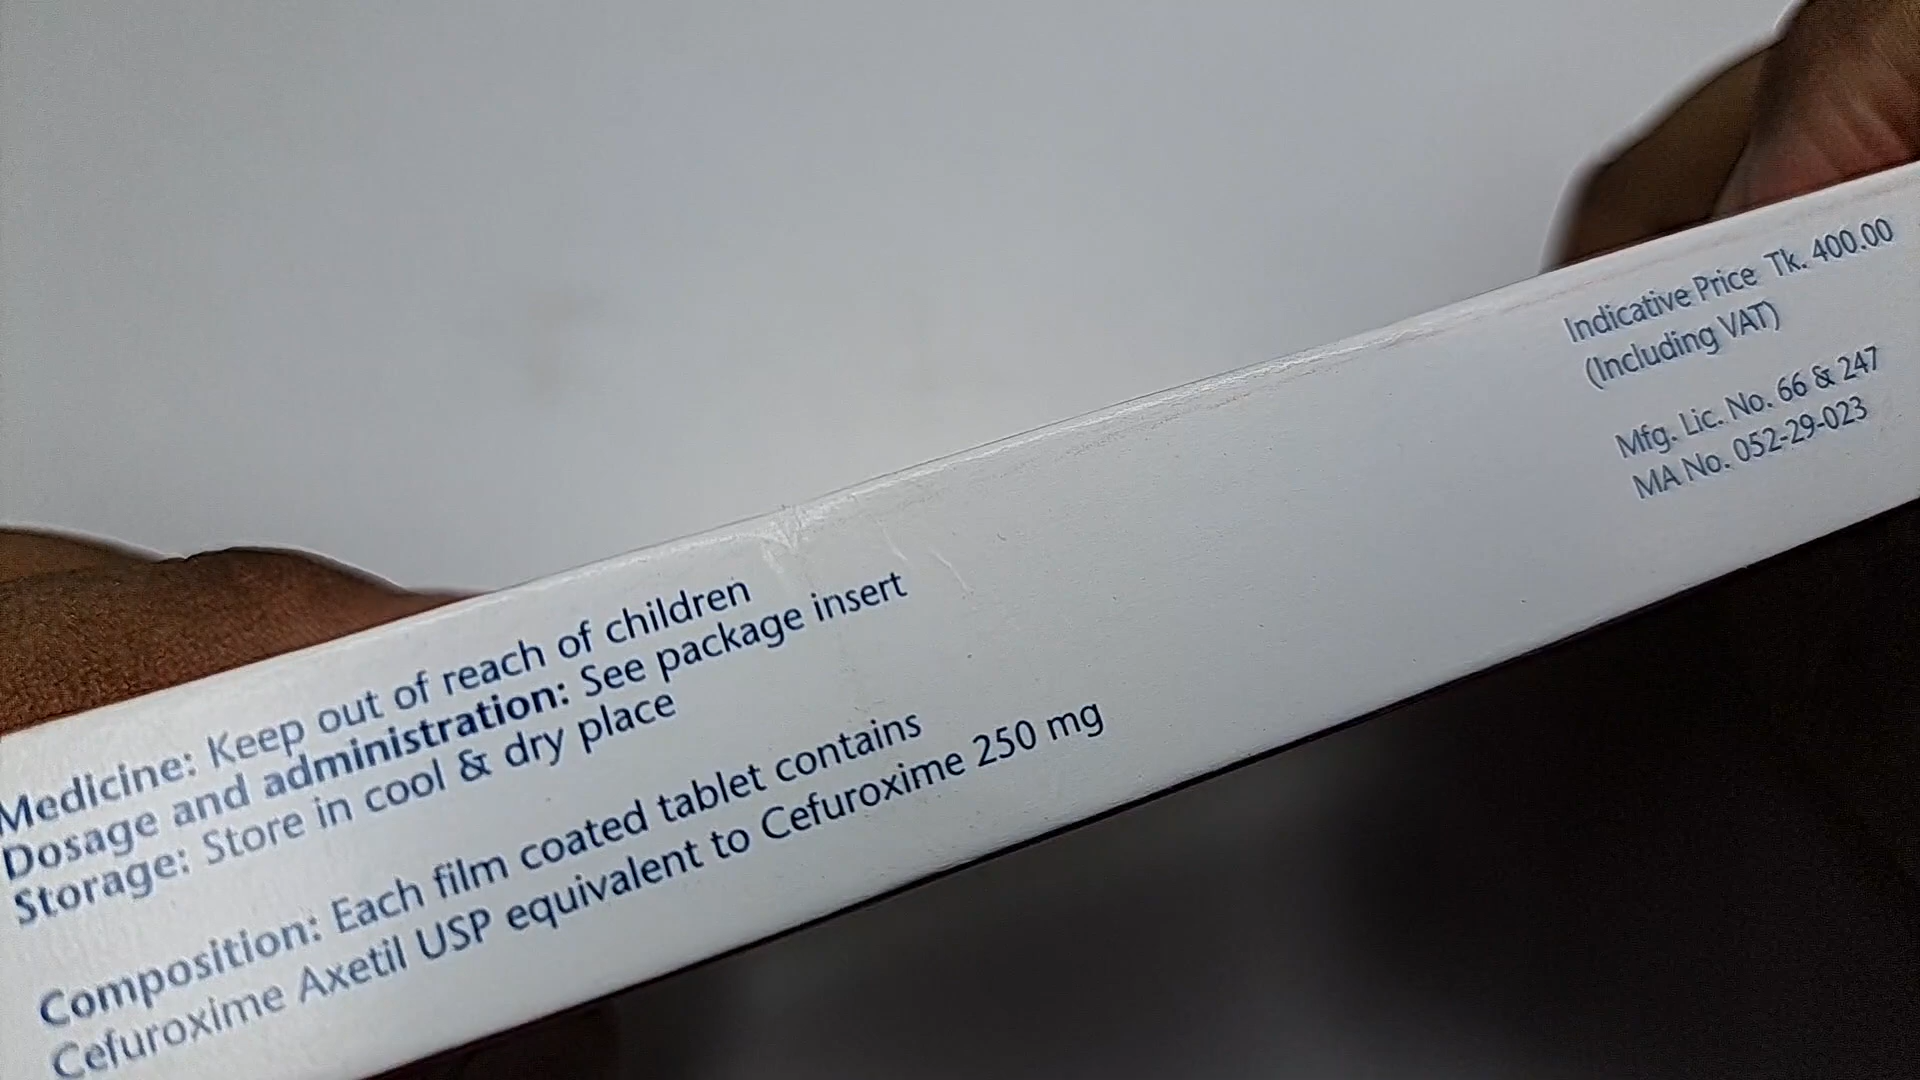 Medicine: Keep out of reach of children
Dosage and administration: See package insert
Storage: Store in cool & dry place
Composition: Each film coated tablet contains
Cefuroxime Axetil USP equivalent to Cefuroxime 250 mg
Indicative Price Tk. 400.00
(Including VAT)
Mfg. Lic. No. 66 & 247
MA No. 052-29-023